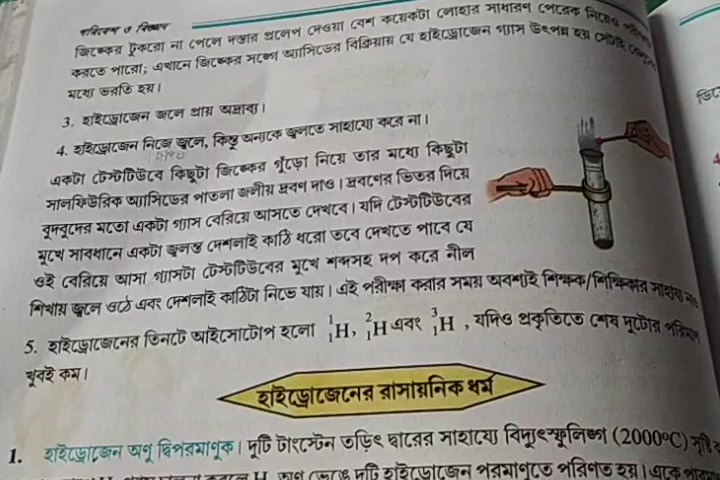 পরিবেশ ও বিজ্ঞান
জিঙ্কের টুকরো না পেলে দস্তার প্রলেপ দেওয়া বেশ কয়েকটা লোহার সাধারণ পেরেক নিয়েও
করতে পারো; এখানে জিঙ্কের সঙ্গে অ্যাসিডের বিক্রিয়ায় যে হাইড্রোজেন গ্যাস উৎপন্ন হয় সেটাই
মধ্যে ভরতি হয়।
3. হাইড্রোজেন জলে প্রায় অদ্রাব্য।
4. হাইড্রোজেন নিজে জ্বলে, কিন্তু অন্যকে জ্বলতে সাহায্যে করে না।
একটা টেস্টটিউবে কিছুটা জিঙ্কের গুঁড়ো নিয়ে তার মধ্যে কিছুটা
সালফিউরিক অ্যাসিডের পাতলা জলীয় দ্রবণ দাও। দ্রবণের ভিতর দিয়ে
বুদবুদের মতো একটা গ্যাস বেরিয়ে আসতে দেখবে। যদি টেস্টটিউবের
মুখে সাবধানে একটা জ্বলন্ত দেশলাই কাঠি ধরো তবে দেখতে পাবে যে
ওই বেরিয়ে আসা গ্যাসটা টেস্টটিউবের মুখে শব্দসহ দপ করে নীল
শিখায় জ্বলে ওঠে এবং দেশলাই কাঠিটা নিভে যায়। এই পরীক্ষা করার সময় অবশ্যই শিক্ষক/শিক্ষিকার সাহায্য
5. হাইড্রোজেনের তিনটে আইসোটোপ হলো ¹₁H, ²₁H এবং ³₁H , যদিও প্রকৃতিতে শেষ দুটোর পরিমাণ
খুবই কম।
হাইড্রোজেনের রাসায়নিক ধর্ম
1. হাইড্রোজেন অণু দ্বিপরমাণুক। দুটি টাংস্টেন তড়িৎ দ্বারের সাহায্যে বিদ্যুৎস্ফুলিঙ্গ (2000°C) সৃষ্টি
H অণু ভেঙে দুটি হাইড্রোজেন পরমাণুতে পরিণত হয়। একে